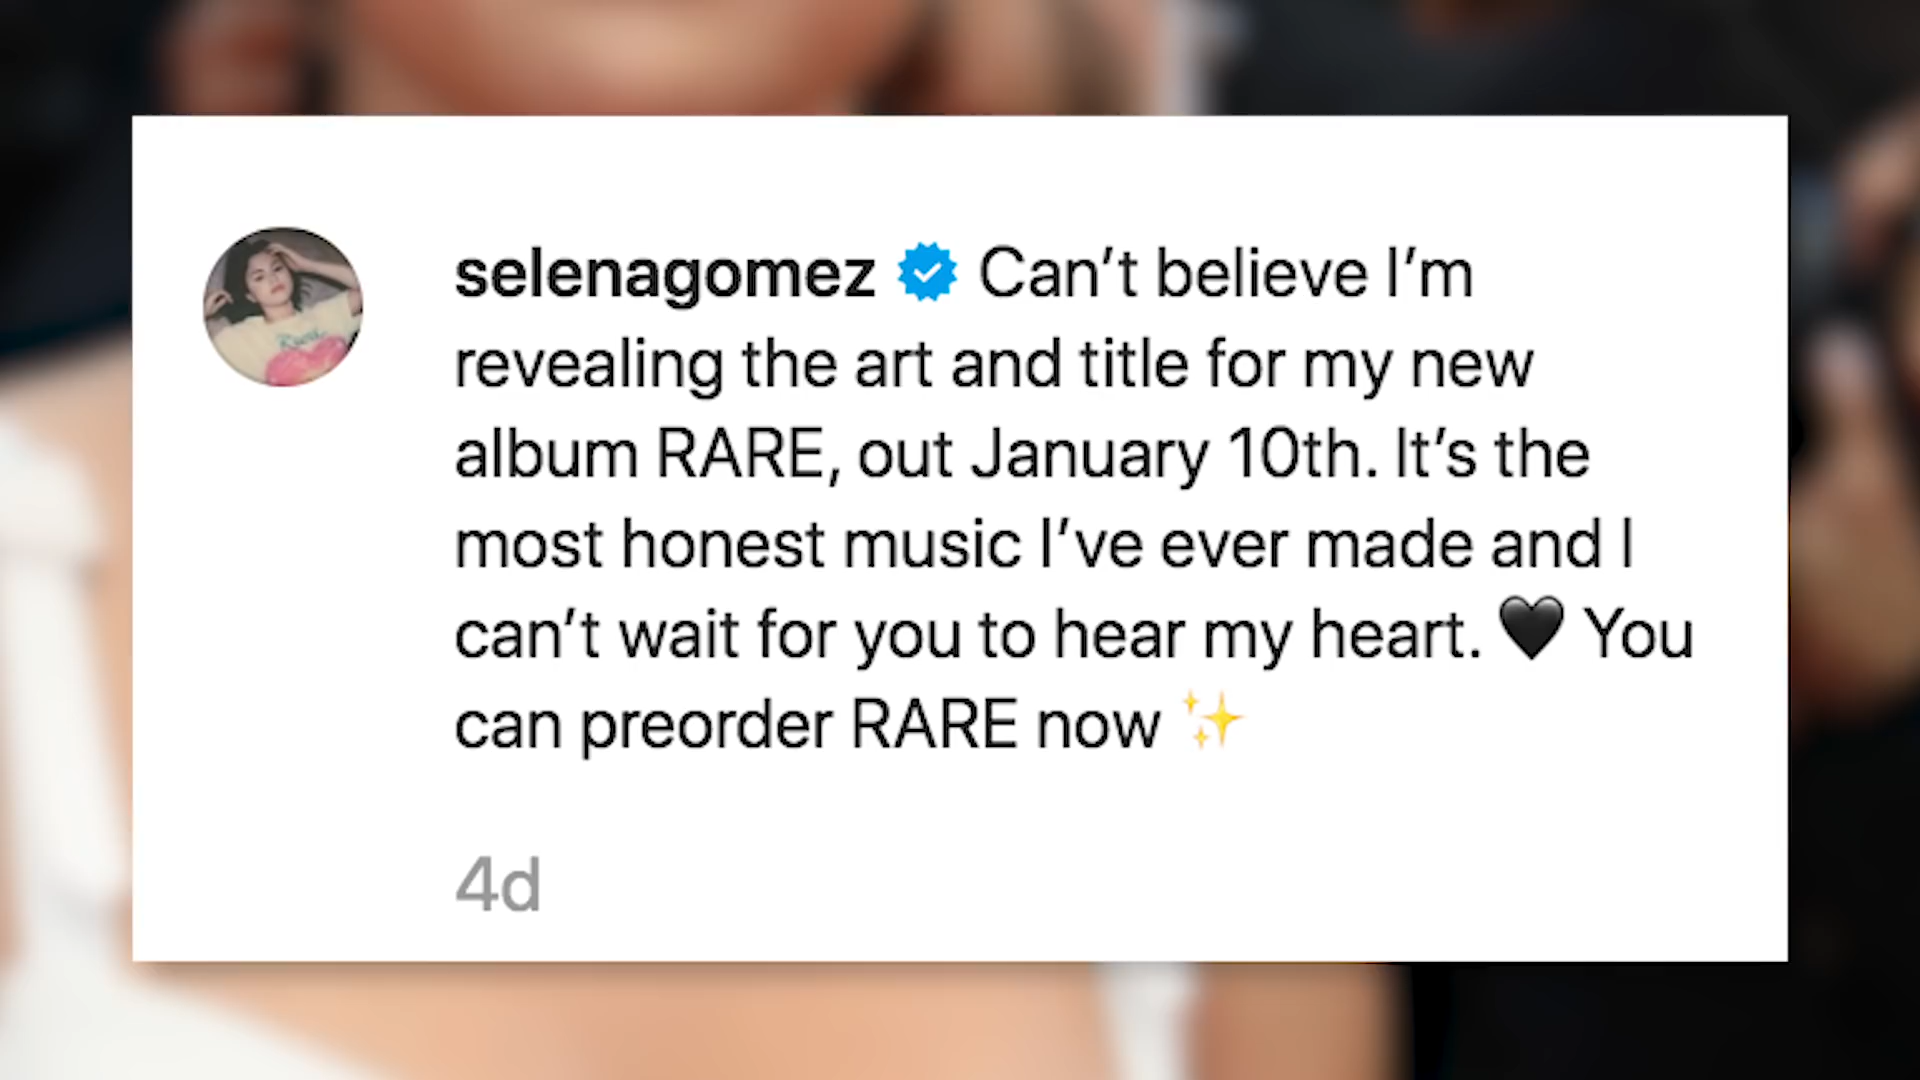 selenagomez Can’t believe I’m
revealing the art and title for my new
album RARE, out January 10th. It’s the
most honest music I’ve ever made and I
can’t wait for you to hear my heart. 🖤 You
can preorder RARE now ✨
4d
Rare